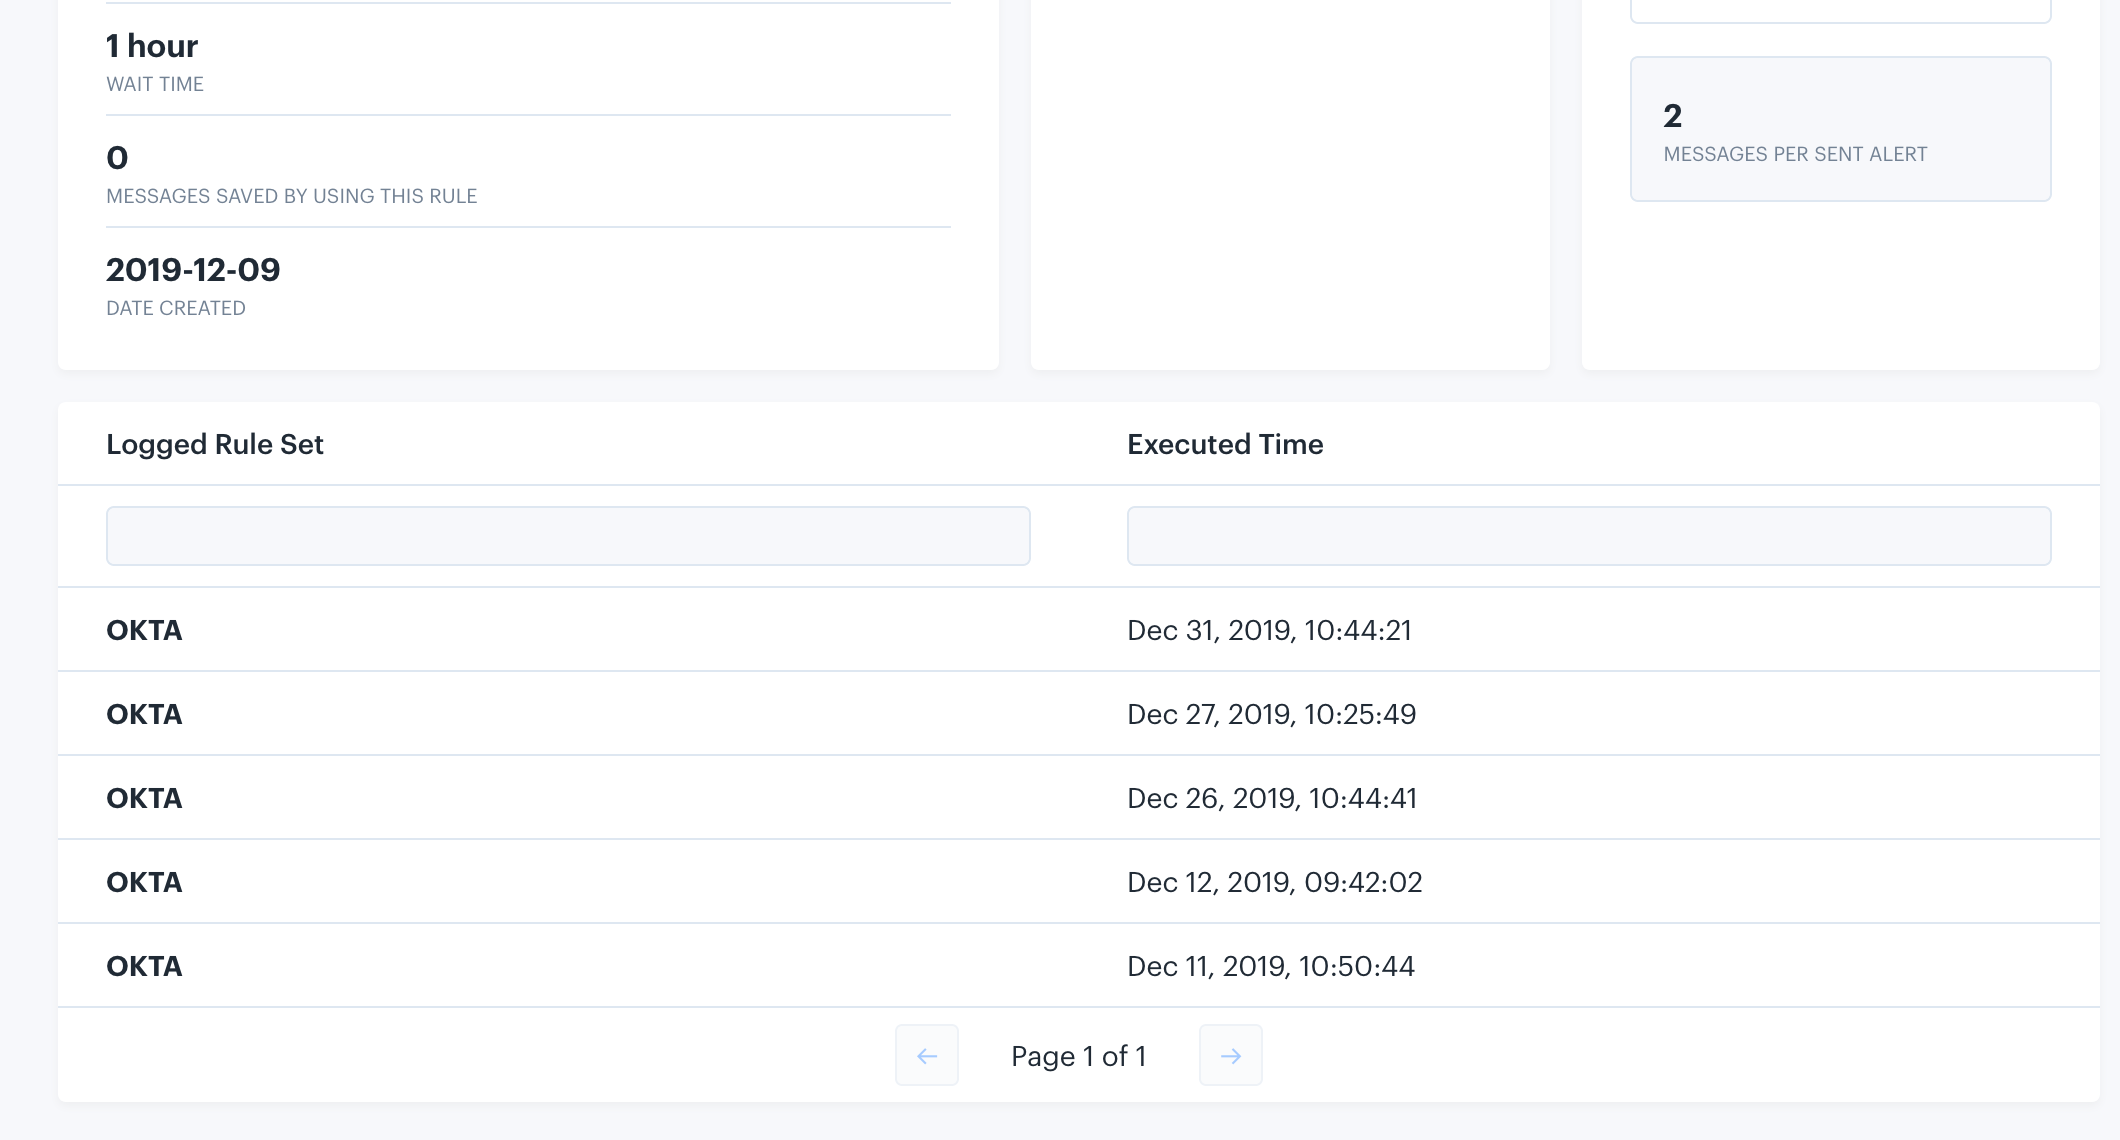 1 hour
WAIT TIME
0
MESSAGES SAVED BY USING THIS RULE
2019-12-09
DATE CREATED
2
MESSAGES PER SENT ALERT
Logged Rule Set
Executed Time
OKTA
Dec 31, 2019, 10:44:21
OKTA
Dec 27, 2019, 10:25:49
OKTA
Dec 26, 2019, 10:44:41
OKTA
Dec 12, 2019, 09:42:02
OKTA
Dec 11, 2019, 10:50:44
Page 1 of 1